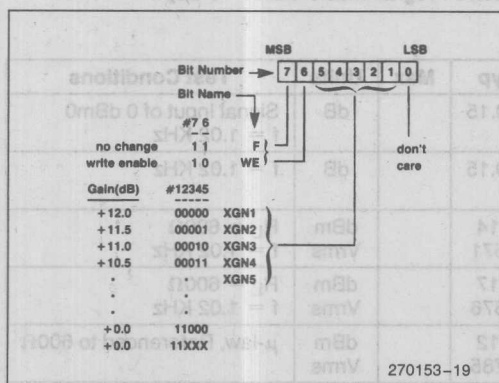 MSB LSB
Bit Number 7 6 5 4 3 2 1 0
Bit Name
#7 6
no change 1 1 F
write enable 1 0 WE
don't
care
Gain(dB) #12345
+12.0 00000 XGN1
+11.5 00001 XGN2
+11.0 00010 XGN3
+10.5 00011 XGN4
. . XGN5
. .
. .
+0.0 11000
+0.0 11XXX
270153-19